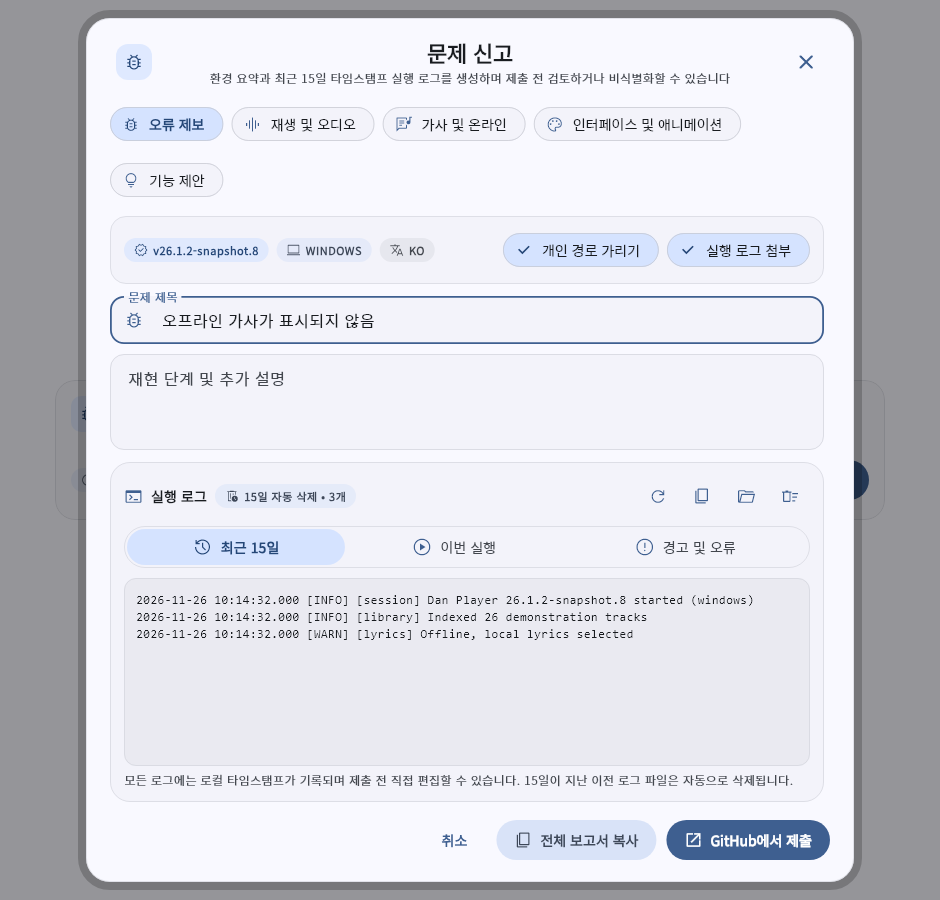 문제 신고
환경 요약과 최근 15일 타임스탬프 실행 로그를 생성하며 제출 전 검토하거나 비식별화할 수 있습니다
오류 제보
재생 및 오디오
가사 및 온라인
인터페이스 및 애니메이션
기능 제안
v26.1.2-snapshot.8
WINDOWS
KO
개인 경로 가리기
실행 로그 첨부
문제 제목
오프라인 가사가 표시되지 않음
재현 단계 및 추가 설명
실행 로그
15일 자동 삭제 • 3개
최근 15일
이번 실행
경고 및 오류
2026-11-26 10:14:32.000 [INFO] [session] Dan Player 26.1.2-snapshot.8 started (windows)
2026-11-26 10:14:32.000 [INFO] [library] Indexed 26 demonstration tracks
2026-11-26 10:14:32.000 [WARN] [lyrics] Offline, local lyrics selected
모든 로그에는 로컬 타임스탬프가 기록되며 제출 전 직접 편집할 수 있습니다. 15일이 지난 이전 로그 파일은 자동으로 삭제됩니다.
취소
전체 보고서 복사
GitHub에서 제출